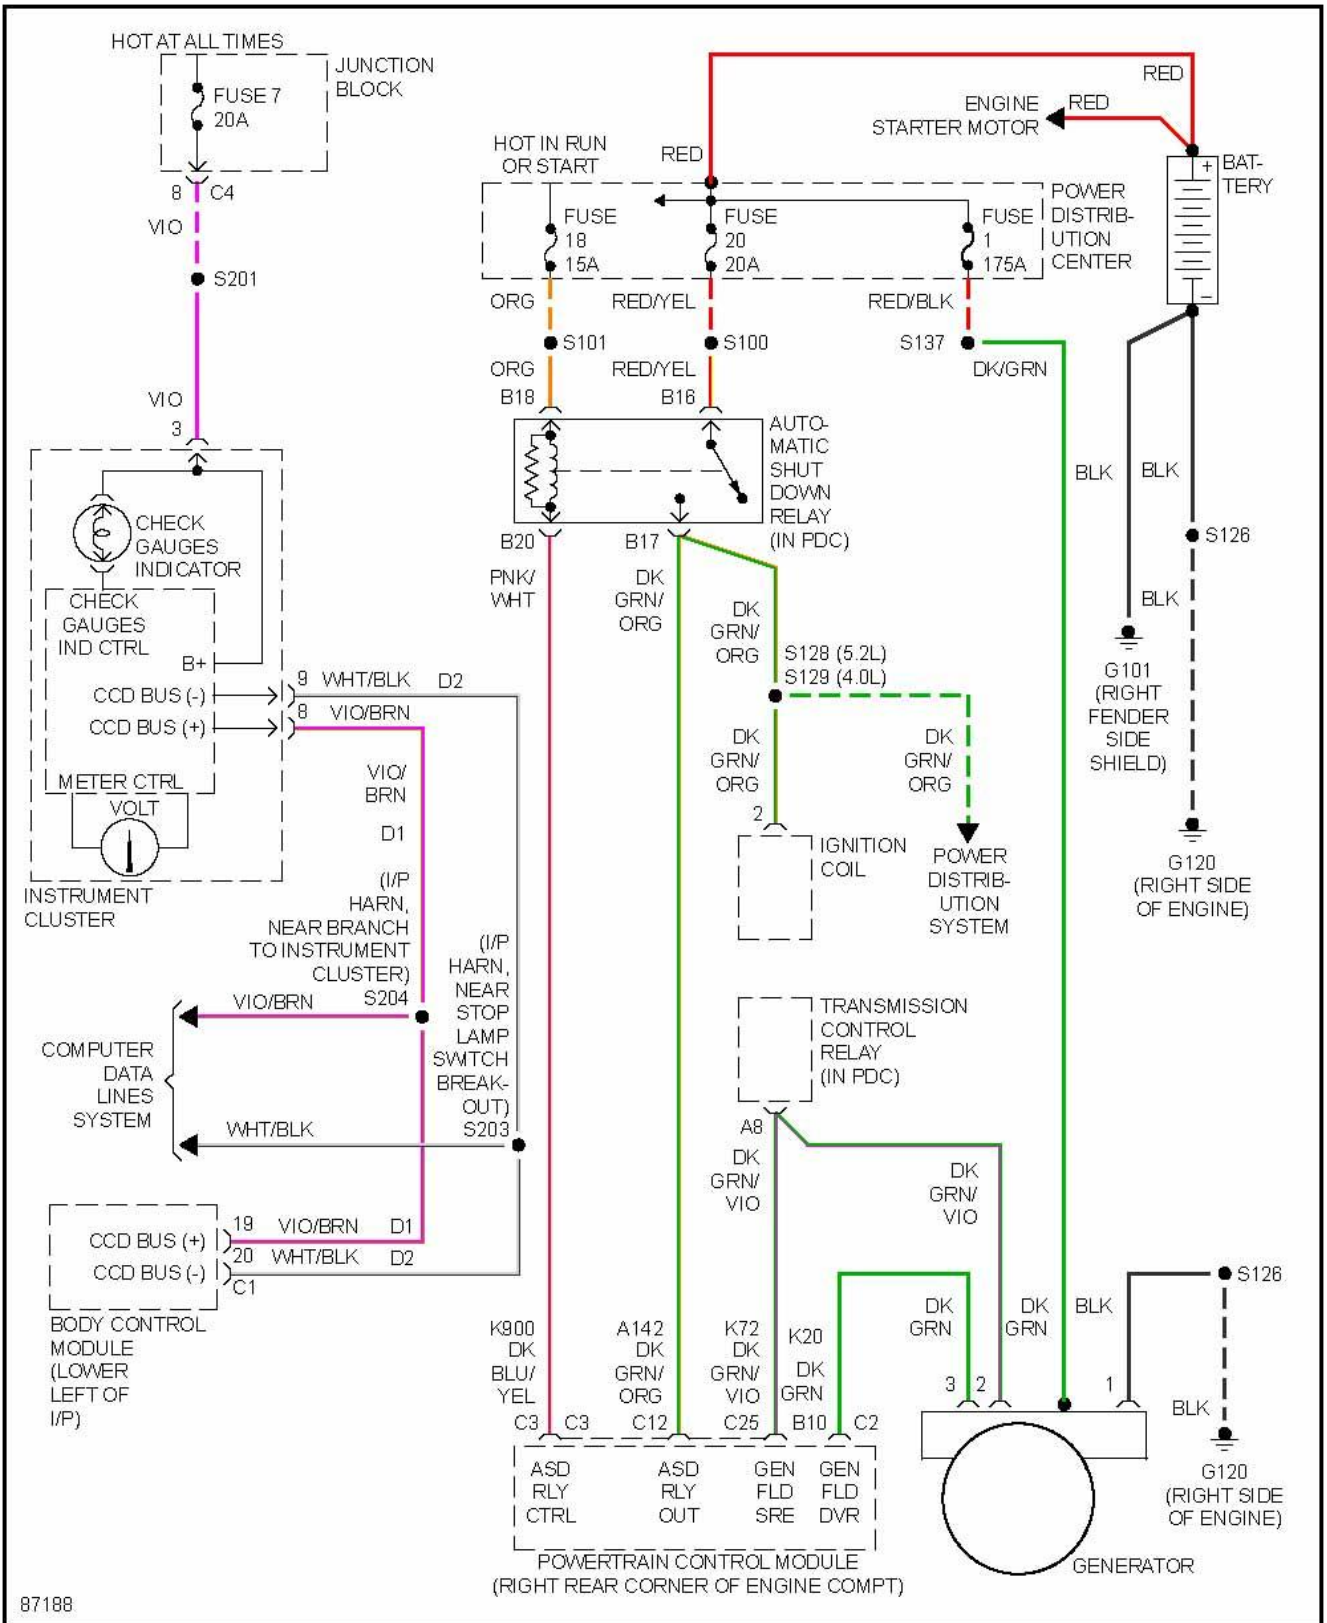 HOT AT ALL TIMES
JUNCTION
BLOCK
FUSE 7
20A
8
C4
VIO
S201
VIO
3
HOT IN RUN
OR START
RED
RED
ENGINE
STARTER MOTOR
RED
+
BAT-
TERY
−
FUSE
18
15A
FUSE
20
20A
FUSE
1
175A
POWER
DISTRIB-
UTION
CENTER
ORG
RED/YEL
RED/BLK
S101
S100
S137
ORG
RED/YEL
DK/GRN
B18
B16
AUTO-
MATIC
SHUT
DOWN
RELAY
(IN PDC)
BLK
BLK
S126
BLK
G101
(RIGHT
FENDER
SIDE
SHIELD)
G120
(RIGHT SIDE
OF ENGINE)
CHECK
GAUGES
INDICATOR
CHECK
GAUGES
IND CTRL
B+
CCD BUS (-)
CCD BUS (+)
METER CTRL
VOLT
INSTRUMENT
CLUSTER
9
WHT/BLK
D2
8
VIO/BRN
VIO/
BRN
D1
(I/P
HARN,
NEAR BRANCH
TO INSTRUMENT
CLUSTER)
S204
VIO/BRN
(I/P
HARN,
NEAR
STOP
LAMP
SWITCH
BREAK-
OUT)
S203
COMPUTER
DATA
LINES
SYSTEM
WHT/BLK
B20
B17
PNK/
WHT
DK
GRN/
ORG
DK
GRN/
ORG
S128 (5.2L)
S129 (4.0L)
DK
GRN/
ORG
DK
GRN/
ORG
2
IGNITION
COIL
POWER
DISTRIB-
UTION
SYSTEM
TRANSMISSION
CONTROL
RELAY
(IN PDC)
A8
DK
GRN/
VIO
DK
GRN/
VIO
CCD BUS (+)
CCD BUS (-)
19
VIO/BRN
D1
20
WHT/BLK
D2
C1
BODY CONTROL
MODULE
(LOWER
LEFT OF
I/P)
K900
DK
BLU/
YEL
A142
DK
GRN/
ORG
K72
DK
GRN/
VIO
K20
DK
GRN
DK
GRN
DK
GRN
BLK
S126
C3
C3
C12
C25
B10
C2
3
2
1
BLK
G120
(RIGHT SIDE
OF ENGINE)
ASD
RLY
CTRL
ASD
RLY
OUT
GEN
FLD
SRE
GEN
FLD
DVR
POWERTRAIN CONTROL MODULE
(RIGHT REAR CORNER OF ENGINE COMPT)
GENERATOR
87188